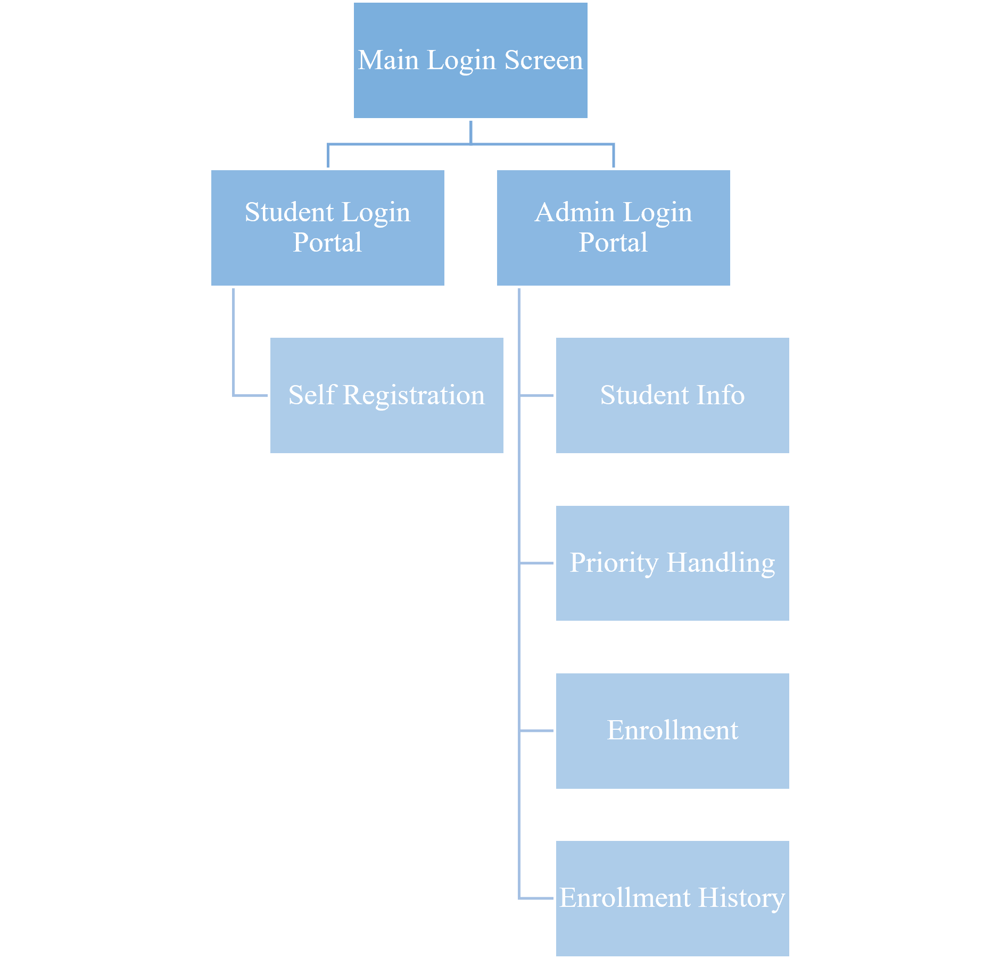 Main Login Screen
Student Login
Portal
Admin Login
Portal
Self Registration
Student Info
Priority Handling
Enrollment
Enrollment History